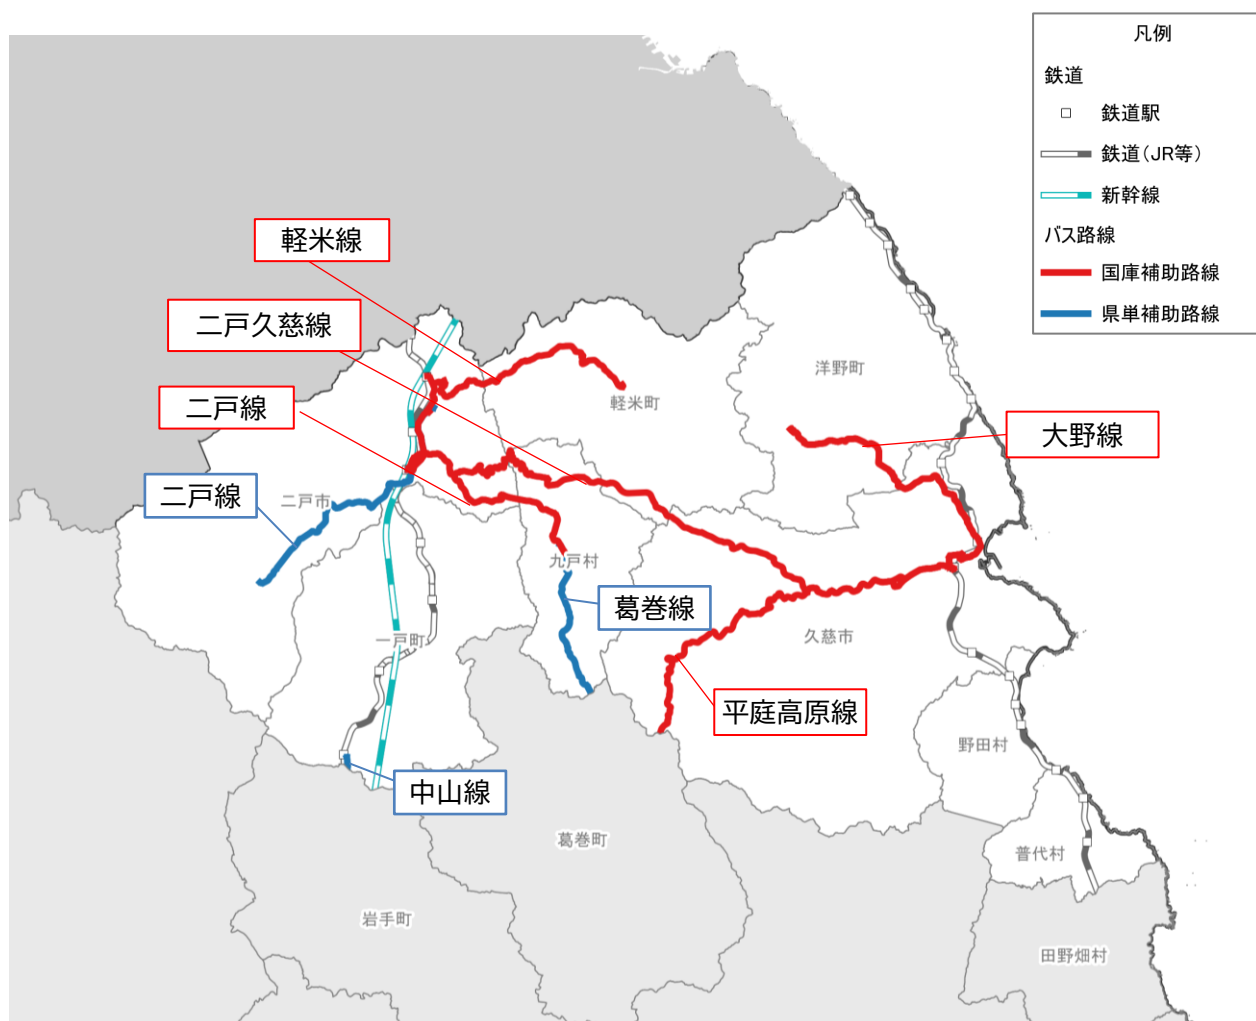 凡例
鉄道
鉄道駅
鉄道(JR等)
新幹線
バス路線
国庫補助路線
県単補助路線
軽米線
二戸久慈線
洋野町
二戸線
軽米町
大野線
二戸線
二戸市
九戸村
葛巻線
一戸町
久慈市
平庭高原線
野田村
中山線
葛巻町
普代村
岩手町
田野畑村